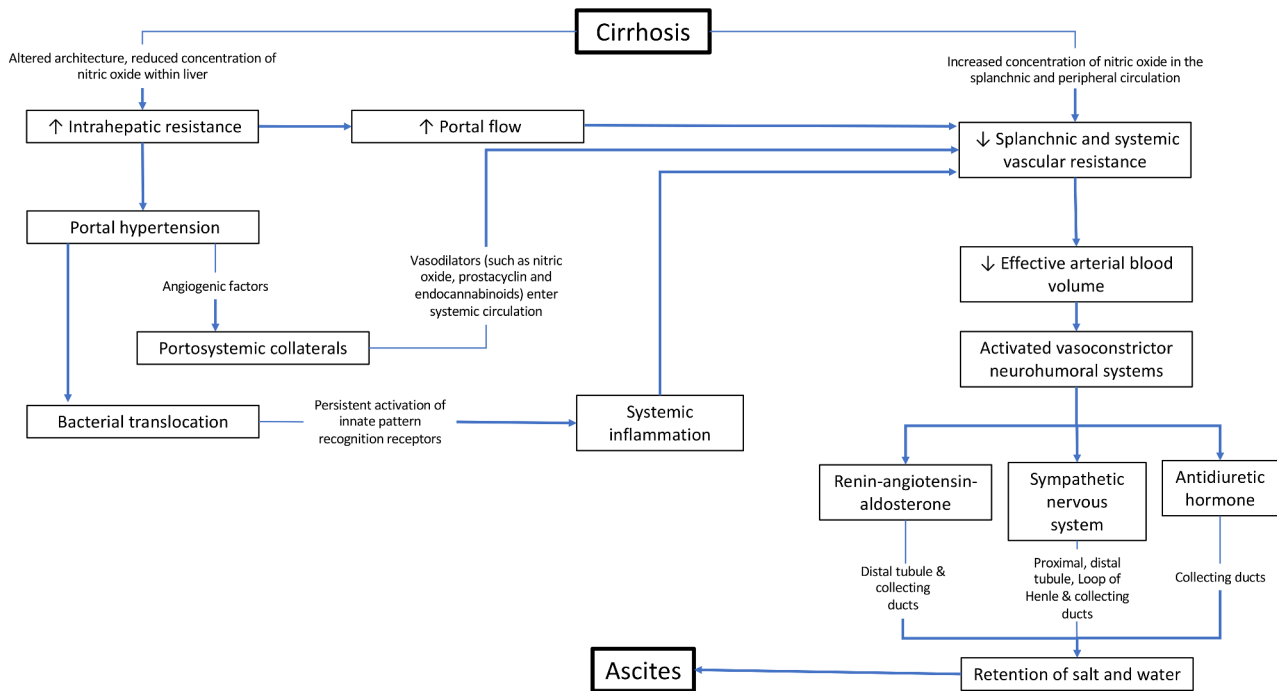 Cirrhosis
Altered architecture, reduced concentration of
nitric oxide within liver
Increased concentration of nitric oxide in the
splanchnic and peripheral circulation
↑ Intrahepatic resistance
↑ Portal flow
↓ Splanchnic and systemic
vascular resistance
Portal hypertension
Angiogenic factors
Vasodilators (such as nitric
oxide, prostacyclin and
endocannabinoids) enter
systemic circulation
↓ Effective arterial blood
volume
Portosystemic collaterals
Activated vasoconstrictor
neurohumoral systems
Bacterial translocation
Persistent activation of
innate pattern
recognition receptors
Systemic
inflammation
Renin-angiotensin-
aldosterone
Sympathetic
nervous
system
Antidiuretic
hormone
Distal tubule &
collecting
ducts
Proximal, distal
tubule, Loop of
Henle & collecting
ducts
Collecting ducts
Ascites
Retention of salt and water